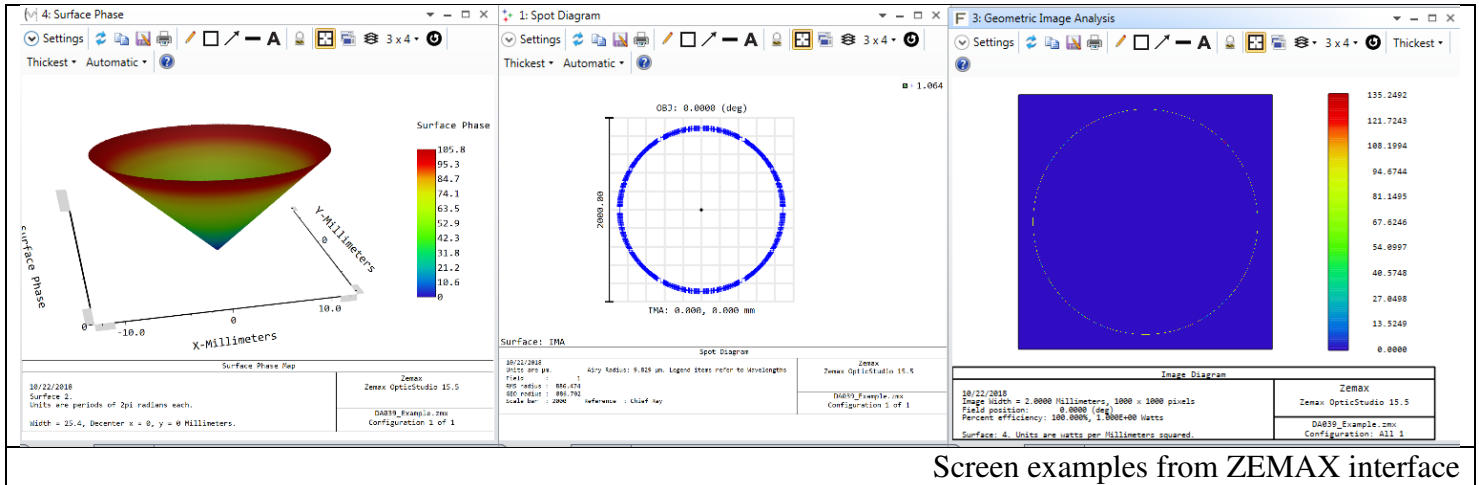 4: Surface Phase
Settings
3 x 4
Thickest Automatic
Surface Phase
105.8
95.3
84.7
74.1
63.5
52.9
42.3
31.8
21.2
10.6
0
Surface Phase
0
-10.0
0
10.0
X-Millimeters
0
Y-Millimeters
Surface Phase Map
10/22/2018
Surface 2.
Units are periods of 2pi radians each.
Width = 25.4, Decenter x = 0, y = 0 Millimeters.
Zemax
Zemax OpticStudio 15.5
DA039_Example.zmx
Configuration 1 of 1
1: Spot Diagram
Settings
3 x 4
Thickest Automatic
1.064
OBJ: 0.0000 (deg)
2000.00
IMA: 0.000, 0.000 mm
Surface: IMA
Spot Diagram
10/22/2018
Units are µm. Airy Radius: 9.829 µm. Legend items refer to Wavelengths
Field : 1
RMS radius : 886.474
GEO radius : 886.702
Scale bar : 2000 Reference : Chief Ray
Zemax
Zemax OpticStudio 15.5
DA039_Example.zmx
Configuration 1 of 1
3: Geometric Image Analysis
Settings
3 x 4
Thickest
135.2492
121.7243
108.1994
94.6744
81.1495
67.6246
54.0997
40.5748
27.0498
13.5249
0.0000
Image Diagram
10/22/2018
Image Width = 2.0000 Millimeters, 1000 x 1000 pixels
Field position: 0.0000 (deg)
Percent efficiency: 100.000%, 1.000E+00 Watts
Surface: 4. Units are watts per Millimeters squared.
Zemax
Zemax OpticStudio 15.5
DA039_Example.zmx
Configuration: All 1
Screen examples from ZEMAX interface